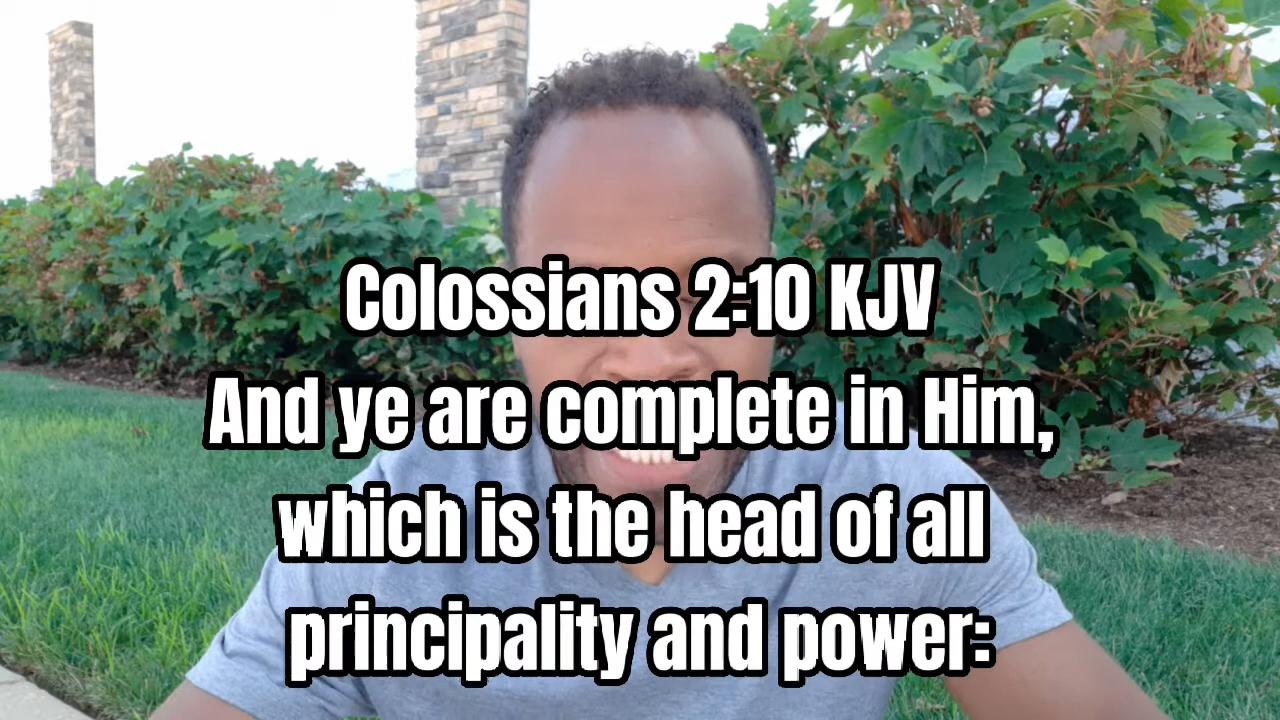 Colossians 2:10 KJV
And ye are complete in Him,
which is the head of all
principality and power: